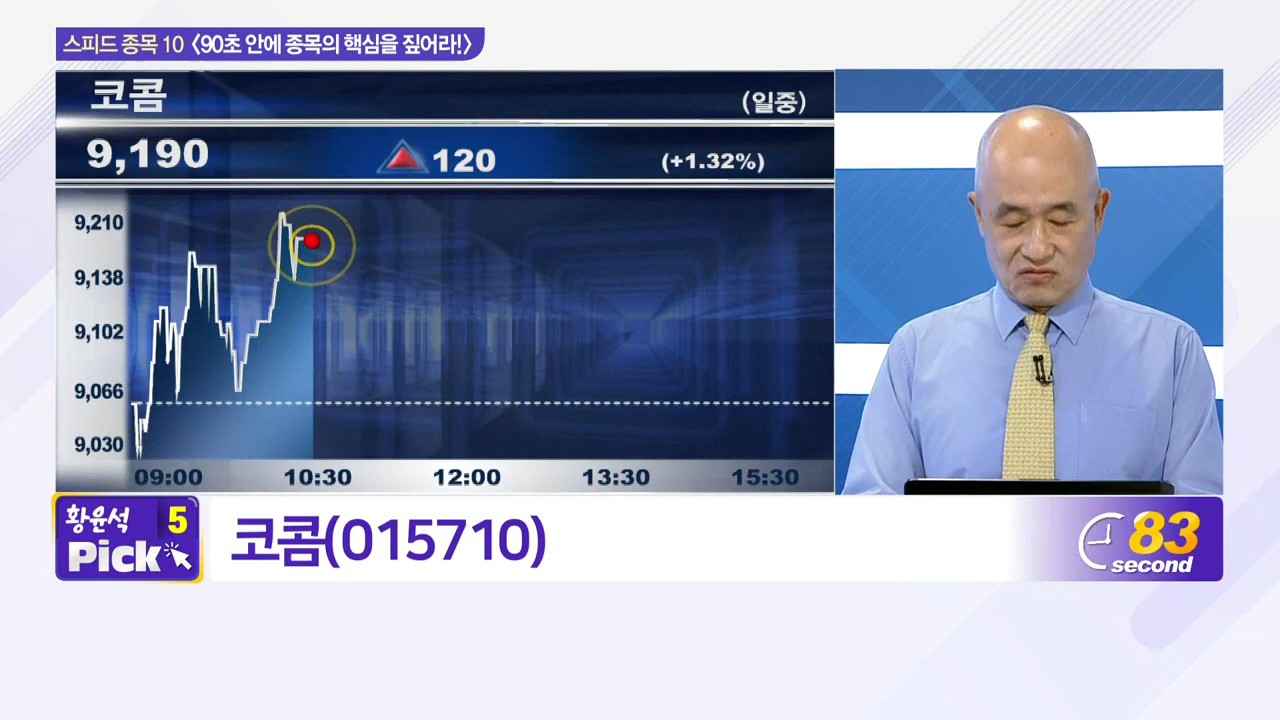 스피드 종목 10 <90초 안에 종목의 핵심을 짚어라!>
코콤
(일중)
9,190
120
(+1.32%)
9,210
9,138
9,102
9,066
9,030
09:00
10:30
12:00
13:30
15:30
황윤석 5
Pick
코콤(015710)
83
second